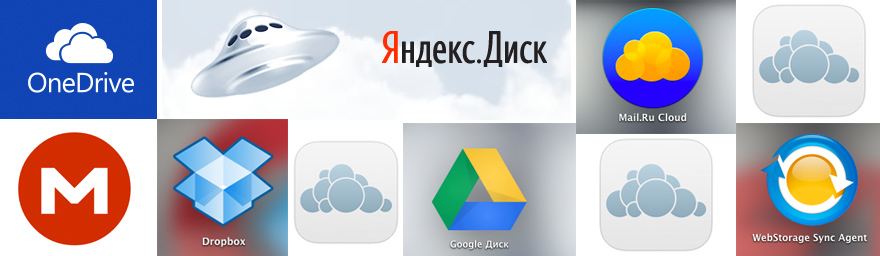 OneDrive
Яндекс.Диск
Mail.Ru Cloud
M
Dropbox
Google Диск
WebStorage Sync Agent